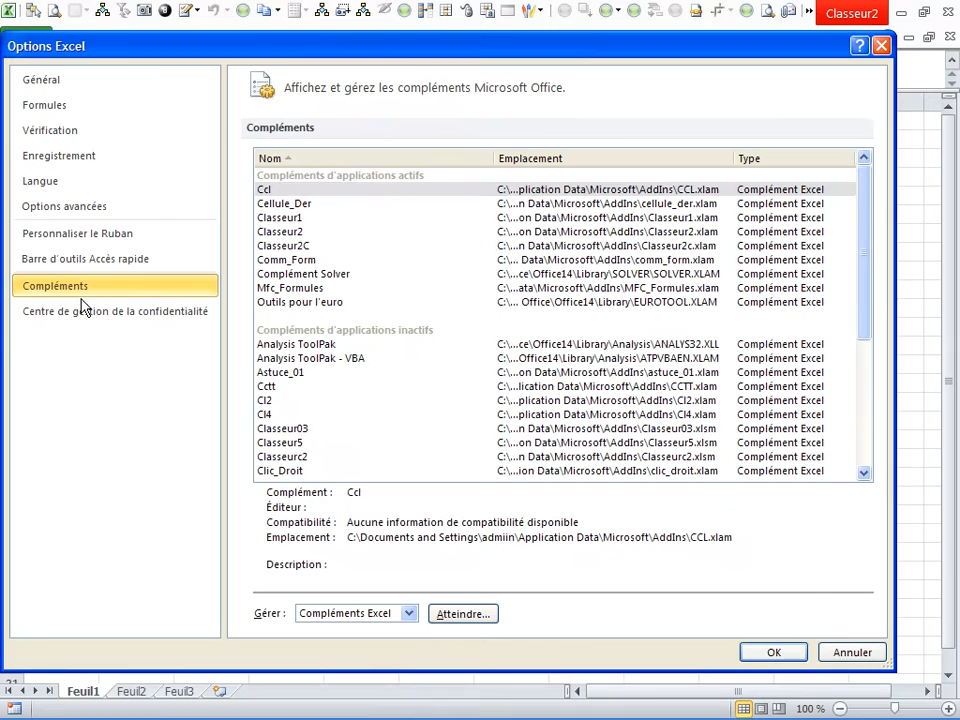 Classeur2
Options Excel
Général
Formules
Vérification
Enregistrement
Langue
Options avancées
Personnaliser le Ruban
Barre d'outils Accès rapide
Compléments
Centre de gestion de la confidentialité
Affichez et gérez les compléments Microsoft Office.
Compléments
Nom Emplacement Type
Compléments d'applications actifs
Ccl C:\...plication Data\Microsoft\AddIns\CCL.xlam Complément Excel
Cellule_Der C:\...n Data\Microsoft\AddIns\cellule_der.xlam Complément Excel
Classeur1 C:\...on Data\Microsoft\AddIns\Classeur1.xlam Complément Excel
Classeur2 C:\...on Data\Microsoft\AddIns\Classeur2.xlam Complément Excel
Classeur2C C:\...n Data\Microsoft\AddIns\Classeur2c.xlam Complément Excel
Comm_Form C:\...n Data\Microsoft\AddIns\comm_form.xlam Complément Excel
Complément Solver C:\...ce\Office14\Library\SOLVER\SOLVER.XLAM Complément Excel
Mfc_Formules C:\...ata\Microsoft\AddIns\MFC_Formules.xlam Complément Excel
Outils pour l'euro C:\... Office\Office14\Library\EUROTOOL.XLAM Complément Excel
Compléments d'applications inactifs
Analysis ToolPak C:\...ce\Office14\Library\Analysis\ANALYS32.XLL Complément Excel
Analysis ToolPak - VBA C:\...Office14\Library\Analysis\ATPVBAEN.XLAM Complément Excel
Astuce_01 C:\...on Data\Microsoft\AddIns\astuce_01.xlam Complément Excel
Cctt C:\...lication Data\Microsoft\AddIns\CCTT.xlam Complément Excel
Cl2 C:\...plication Data\Microsoft\AddIns\Cl2.xlam Complément Excel
Cl4 C:\...plication Data\Microsoft\AddIns\Cl4.xlam Complément Excel
Classeur03 C:\...n Data\Microsoft\AddIns\Classeur03.xlam Complément Excel
Classeur5 C:\...on Data\Microsoft\AddIns\Classeur5.xlsm Complément Excel
Classeurc2 C:\...n Data\Microsoft\AddIns\Classeurc2.xlsm Complément Excel
Clic_Droit C:\...ion Data\Microsoft\AddIns\clic_droit.xlam Complément Excel
Complément : Ccl
Éditeur :
Compatibilité : Aucune information de compatibilité disponible
Emplacement : C:\Documents and Settings\admiin\Application Data\Microsoft\AddIns\CCL.xlam
Description :
Gérer : Compléments Excel Atteindre...
OK Annuler
Feuil1 Feuil2 Feuil3
100 %